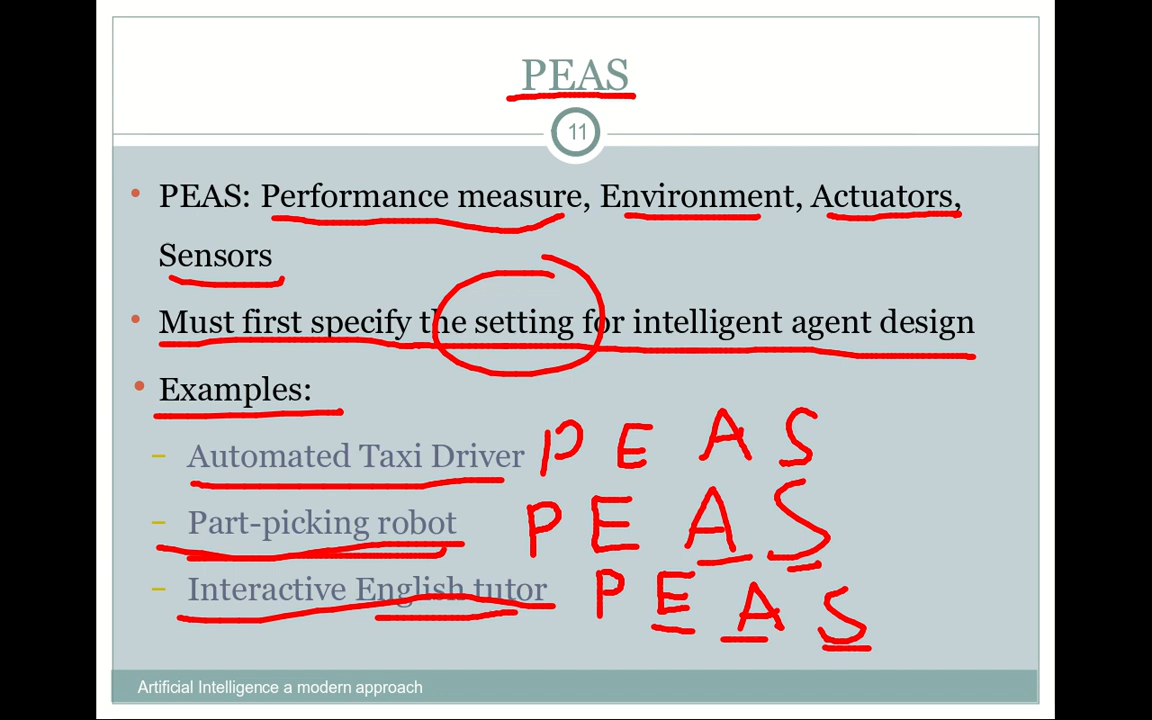 PEAS
11
• PEAS: Performance measure, Environment, Actuators,
Sensors
• Must first specify the setting for intelligent agent design
• Examples:
– Automated Taxi Driver P E A S
– Part-picking robot P E A S
– Interactive English tutor P E A S
Artificial Intelligence a modern approach